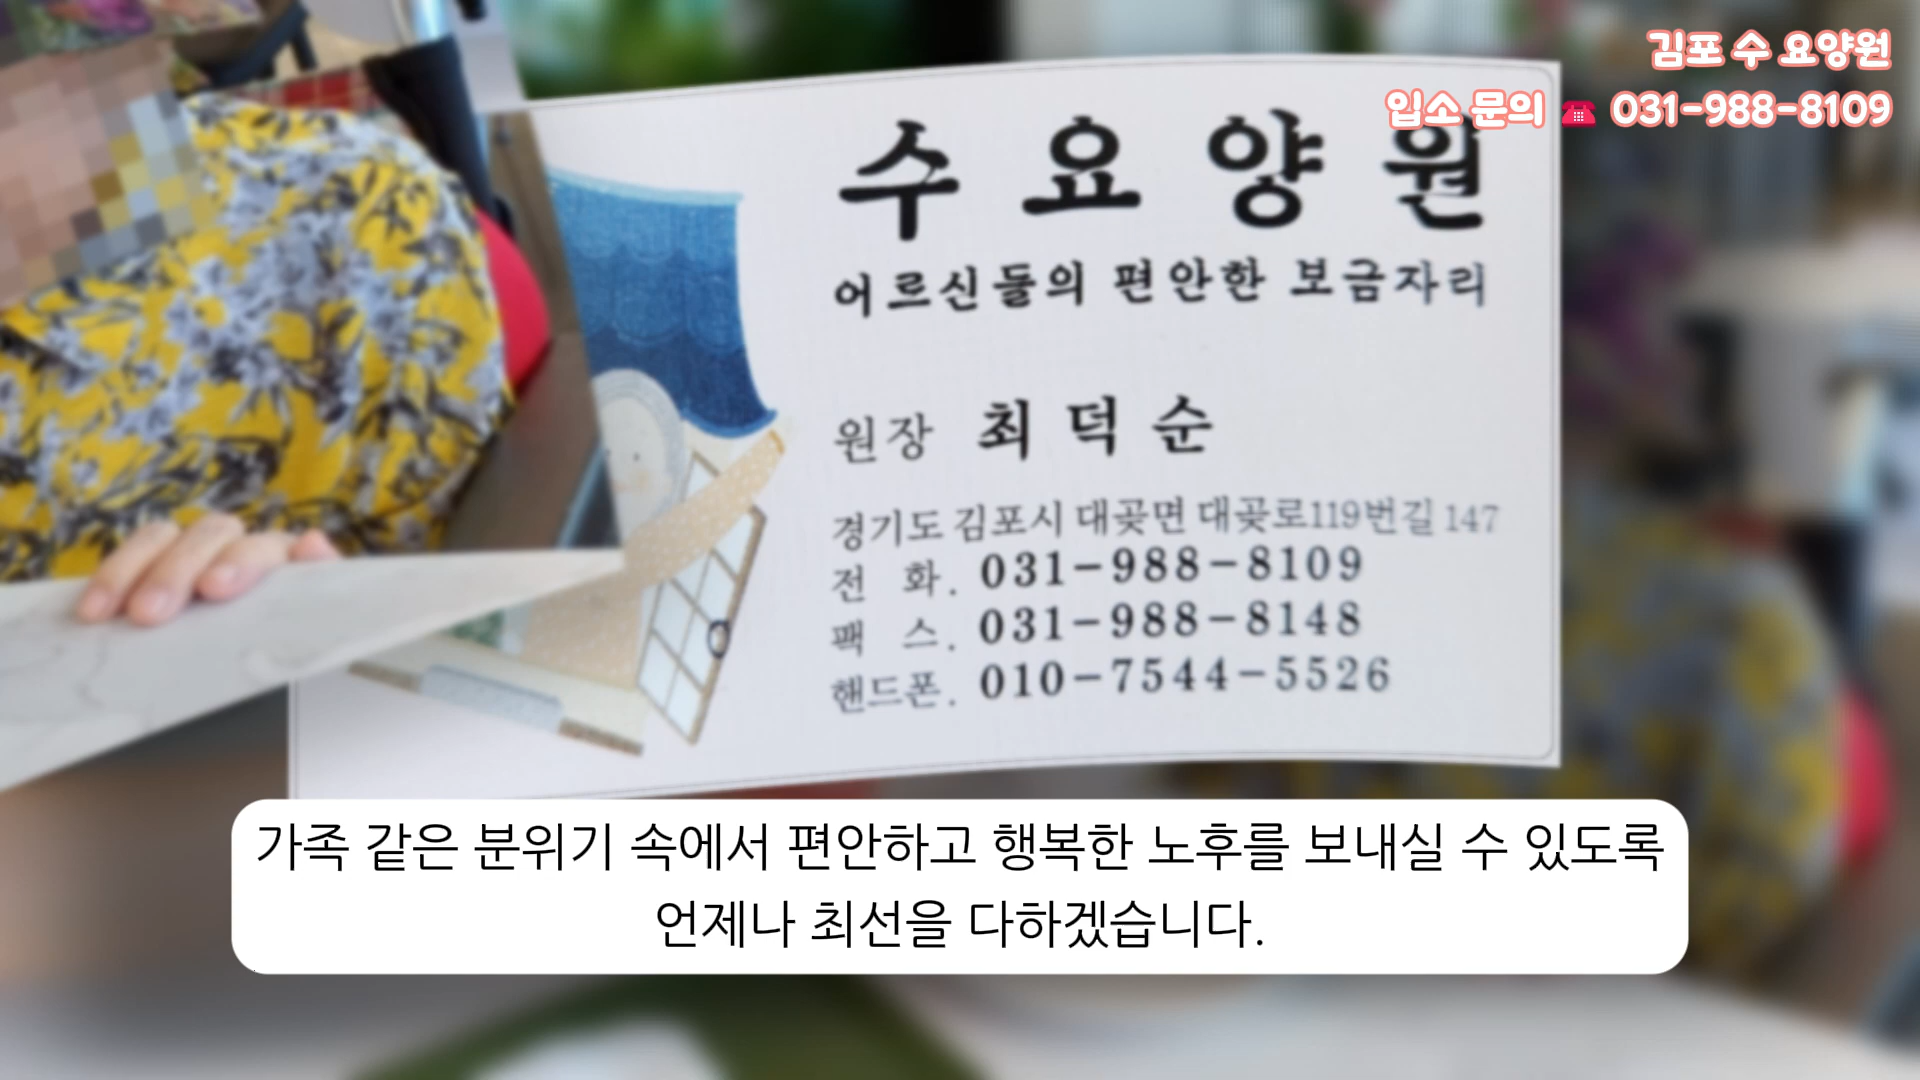 김포 수 요양원
입소 문의 ☎ 031-988-8109
수요양원
어르신들의 편안한 보금자리
원장 최덕순
경기도 김포시 대곶면 대곶로119번길 147
전 화. 031-988-8109
팩 스. 031-988-8148
핸드폰. 010-7544-5526
가족 같은 분위기 속에서 편안하고 행복한 노후를 보내실 수 있도록
언제나 최선을 다하겠습니다.